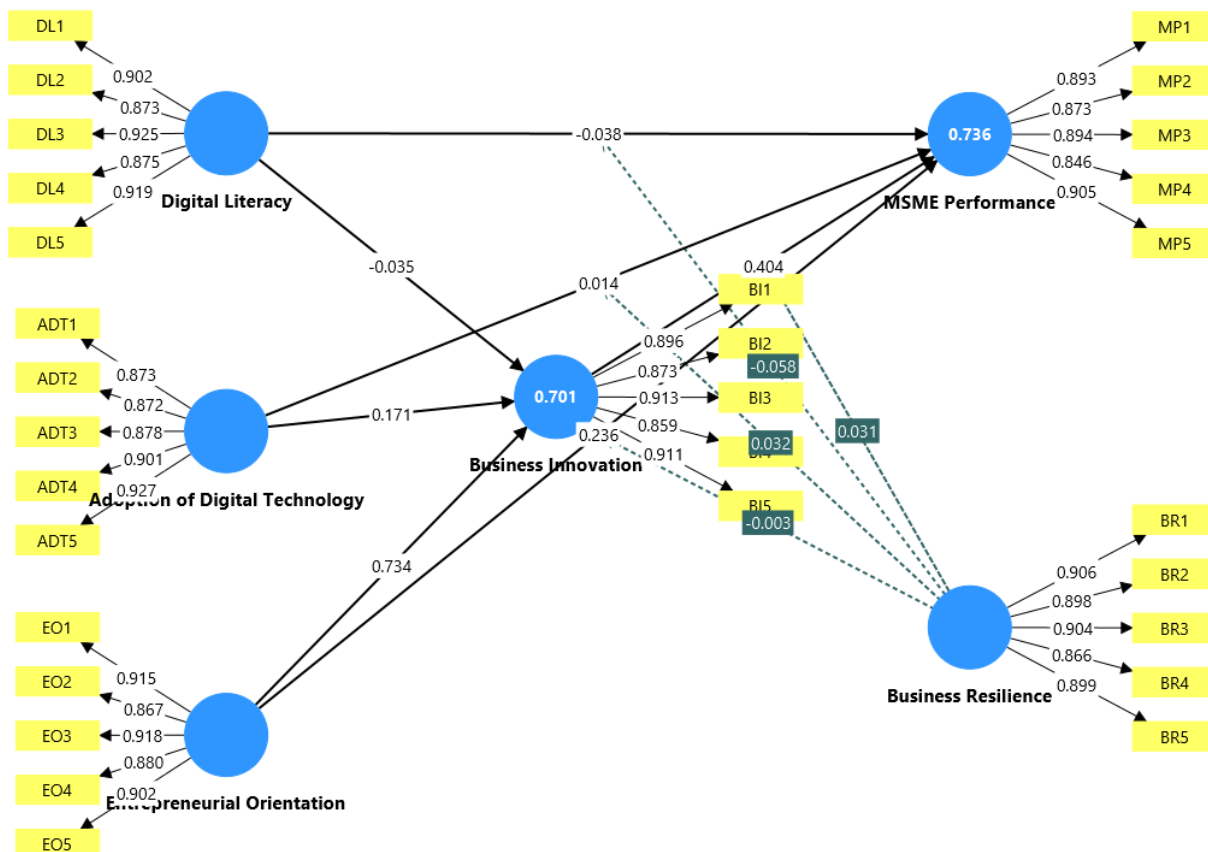 DL1
DL2
DL3
DL4
DL5
0.902
0.873
0.925
0.875
0.919
Digital Literacy
-0.038
-0.035
MP1
MP2
MP3
MP4
MP5
0.893
0.873
0.894
0.846
0.905
0.736
MSME Performance
ADT1
ADT2
ADT3
ADT4
ADT5
0.873
0.872
0.878
0.901
0.927
Adoption of Digital Technology
0.014
0.171
0.404
BI1
BI2
BI3
BI5
0.896
0.873
0.913
0.859
0.911
0.701
Business Innovation
0.236
-0.058
0.032
0.031
-0.003
0.734
EO1
EO2
EO3
EO4
EO5
0.915
0.867
0.918
0.880
0.902
Entrepreneurial Orientation
BR1
BR2
BR3
BR4
BR5
0.906
0.898
0.904
0.866
0.899
Business Resilience